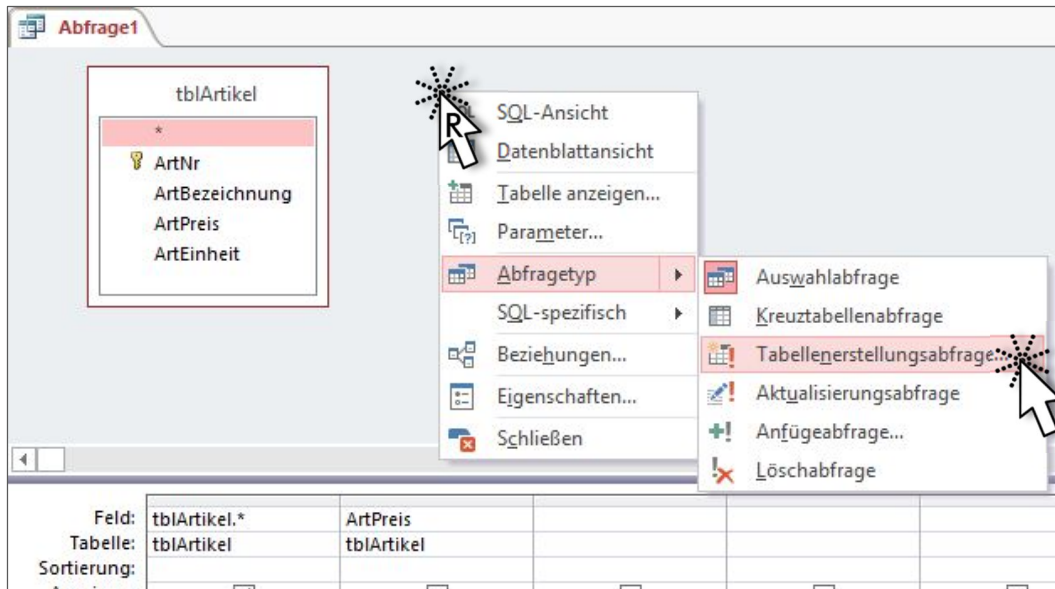 Abfrage1
tblArtikel
*
ArtNr
ArtBezeichnung
ArtPreis
ArtEinheit
R
SQL-Ansicht
Datenblattansicht
Tabelle anzeigen...
Parameter...
Abfragetyp
SQL-spezifisch
Beziehungen...
Eigenschaften...
Schließen
Auswahlabfrage
Kreuztabellenabfrage
Tabellenerstellungsabfrage...
Aktualisierungsabfrage
Anfügeabfrage...
Löschabfrage
Feld: tblArtikel.* ArtPreis
Tabelle: tblArtikel tblArtikel
Sortierung: